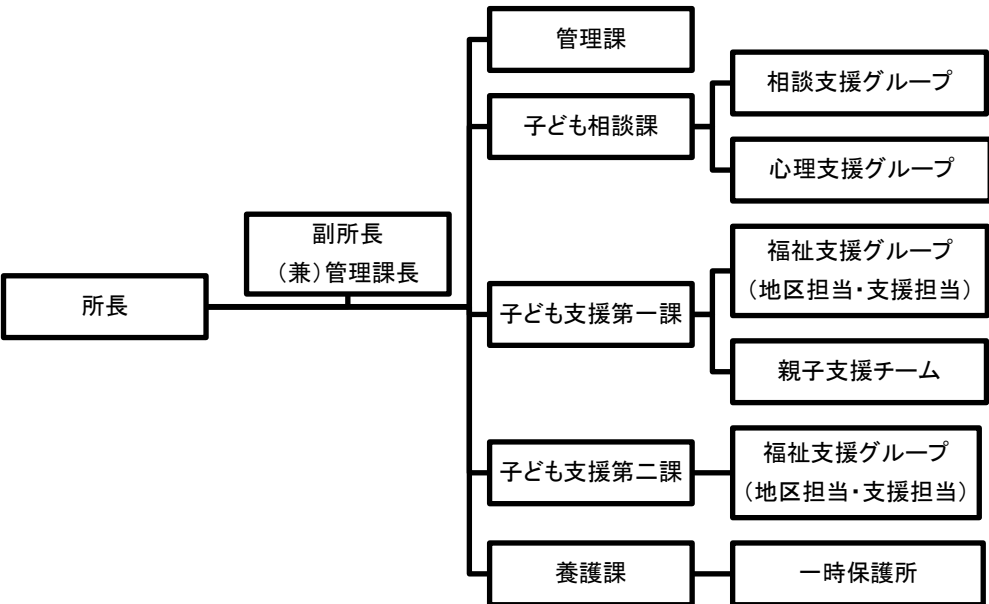 管理課
相談支援グループ
子ども相談課
心理支援グループ
副所長
（兼）管理課長
所長
福祉支援グループ
（地区担当・支援担当）
子ども支援第一課
親子支援チーム
福祉支援グループ
（地区担当・支援担当）
子ども支援第二課
養護課
一時保護所